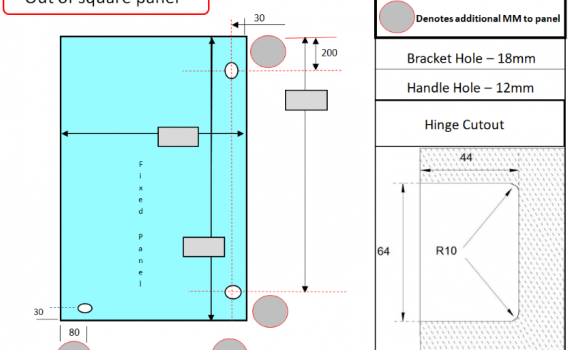 Out of square panel
30
200
Fixed Panel
30
80
Denotes additional MM to panel
Bracket Hole – 18mm
Handle Hole – 12mm
Hinge Cutout
44
64
R10